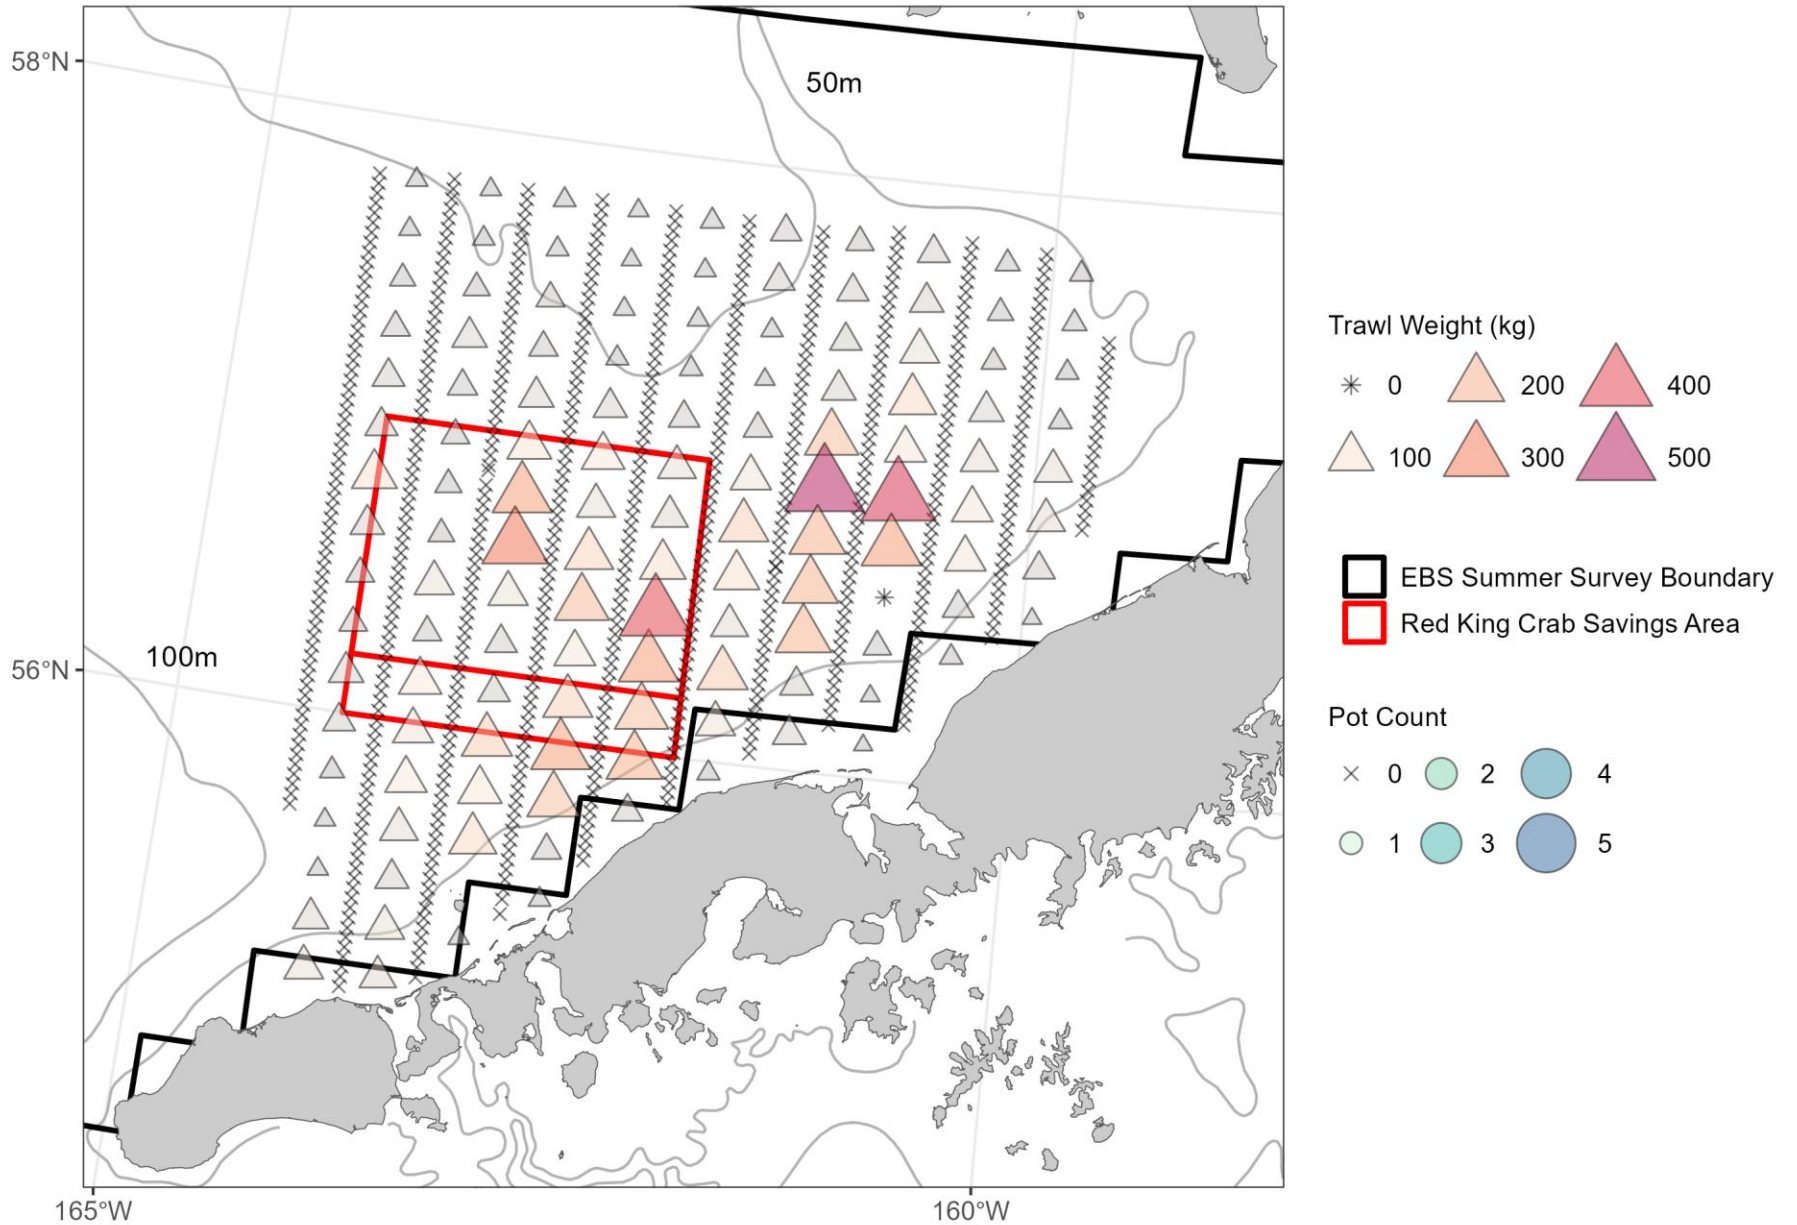 58°N
50m
56°N
100m
165°W
160°W
Trawl Weight (kg)
0 200 400
100 300 500
EBS Summer Survey Boundary
Red King Crab Savings Area
Pot Count
0 2 4
1 3 5